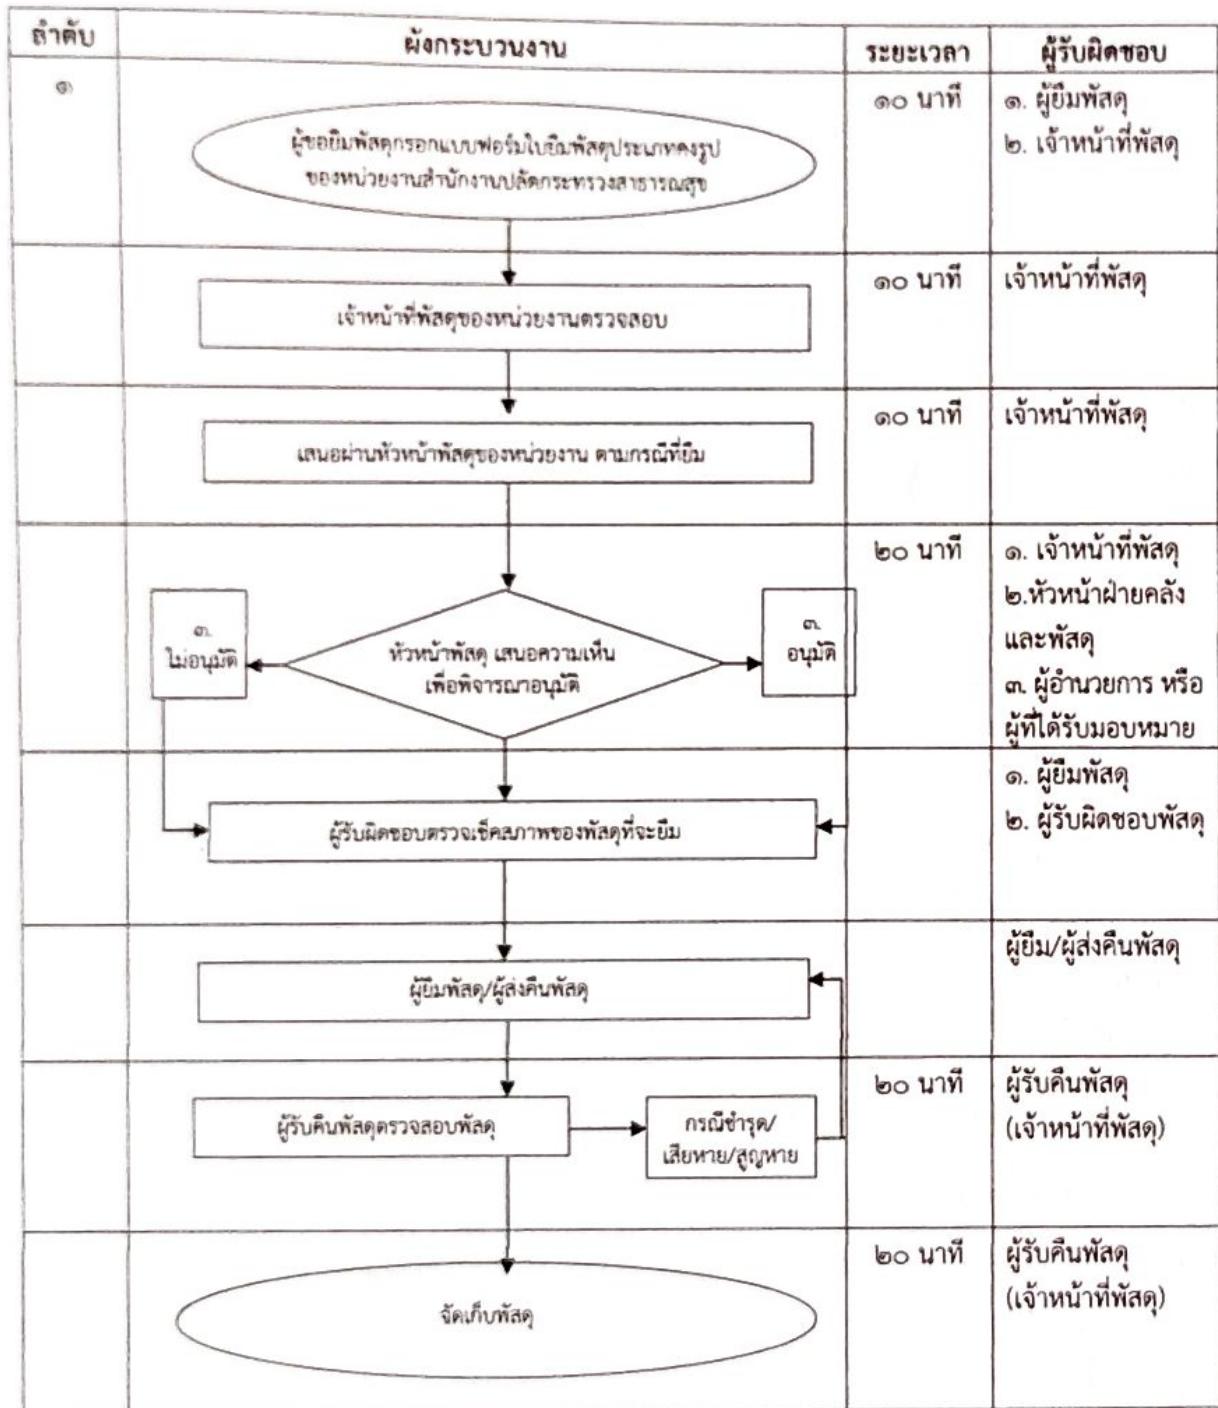 ลำดับ
ผังกระบวนงาน
ระยะเวลา
ผู้รับผิดชอบ
๑
ผู้ขอยืมพัสดุกรอกแบบฟอร์มใบยืมพัสดุประเภทคงรูป
ของหน่วยงานสำนักงานปลัดกระทรวงสาธารณสุข
๑๐ นาที
๑. ผู้ยืมพัสดุ
๒. เจ้าหน้าที่พัสดุ
เจ้าหน้าที่พัสดุของหน่วยงานตรวจสอบ
๑๐ นาที
เจ้าหน้าที่พัสดุ
เสนอผ่านหัวหน้าพัสดุของหน่วยงาน ตามกรณีที่ยืม
๑๐ นาที
เจ้าหน้าที่พัสดุ
๓.
ไม่อนุมัติ
หัวหน้าพัสดุ เสนอความเห็น
เพื่อพิจารณาอนุมัติ
๓.
อนุมัติ
๒๐ นาที
๑. เจ้าหน้าที่พัสดุ
๒.หัวหน้าฝ่ายคลัง
และพัสดุ
๓. ผู้อำนวยการ หรือ
ผู้ที่ได้รับมอบหมาย
ผู้รับผิดชอบตรวจเช็คสภาพของพัสดุที่จะยืม
๑. ผู้ยืมพัสดุ
๒. ผู้รับผิดชอบพัสดุ
ผู้ยืมพัสดุ/ผู้ส่งคืนพัสดุ
ผู้ยืม/ผู้ส่งคืนพัสดุ
ผู้รับคืนพัสดุตรวจสอบพัสดุ
กรณีชำรุด/
เสียหาย/สูญหาย
๒๐ นาที
ผู้รับคืนพัสดุ
(เจ้าหน้าที่พัสดุ)
จัดเก็บพัสดุ
๒๐ นาที
ผู้รับคืนพัสดุ
(เจ้าหน้าที่พัสดุ)